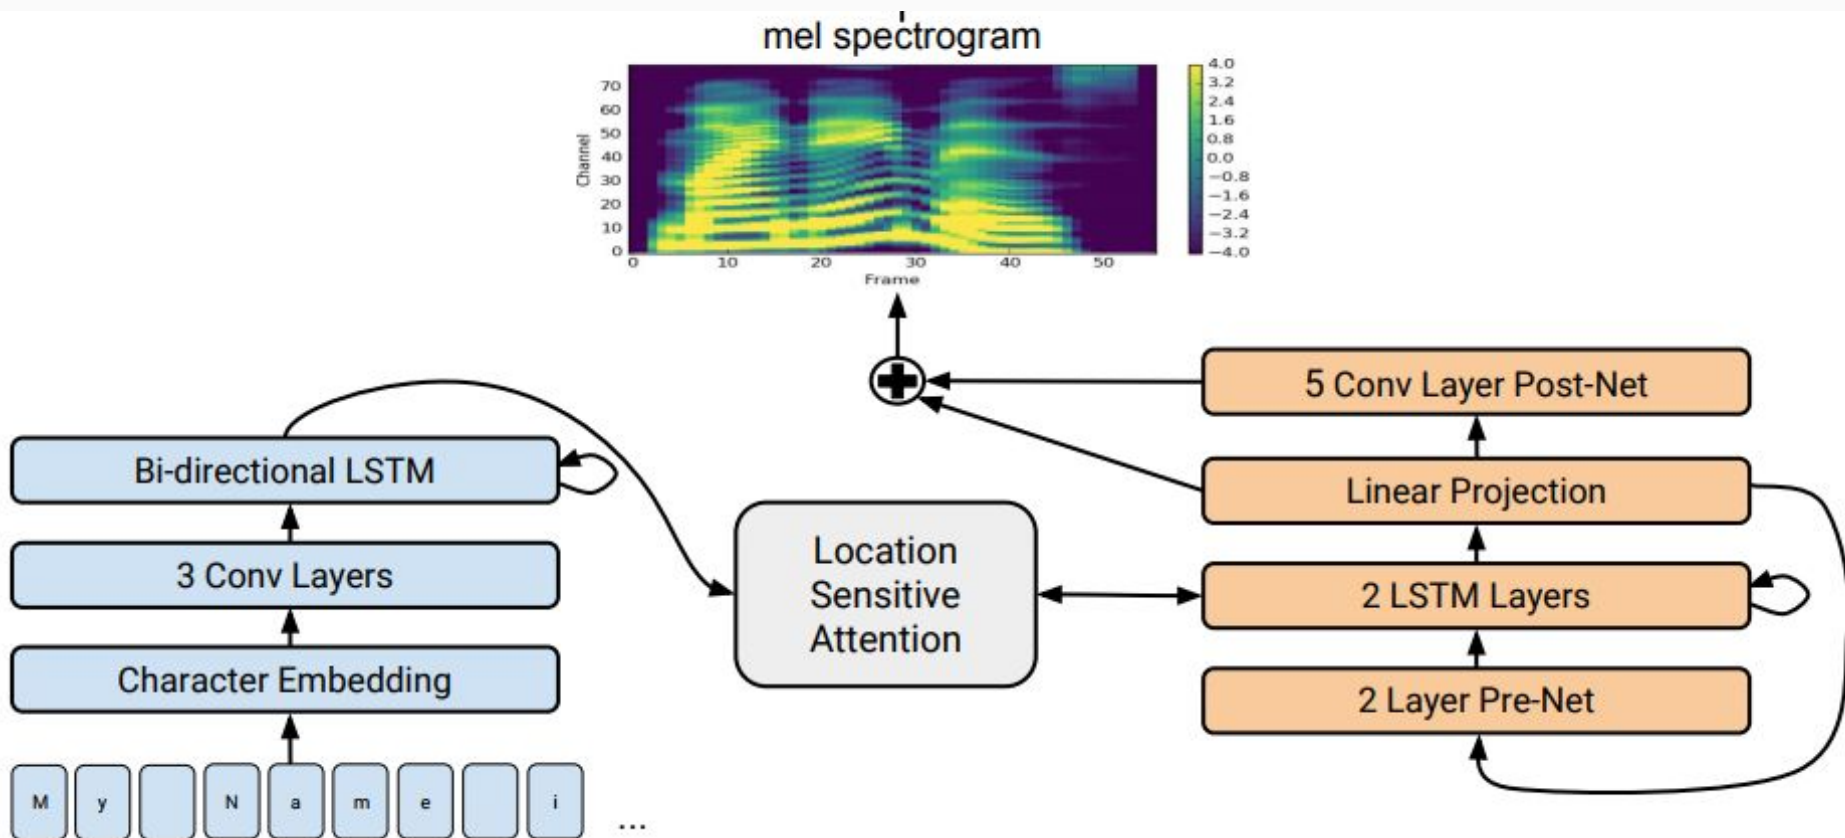 mel spectrogram
Channel
70
60
50
40
30
20
10
0
0 10 20 30 40 50
Frame
4.0
3.2
2.4
1.6
0.8
0.0
−0.8
−1.6
−2.4
−3.2
−4.0
Bi-directional LSTM
3 Conv Layers
Character Embedding
M y N a m e i ...
Location
Sensitive
Attention
5 Conv Layer Post-Net
Linear Projection
2 LSTM Layers
2 Layer Pre-Net